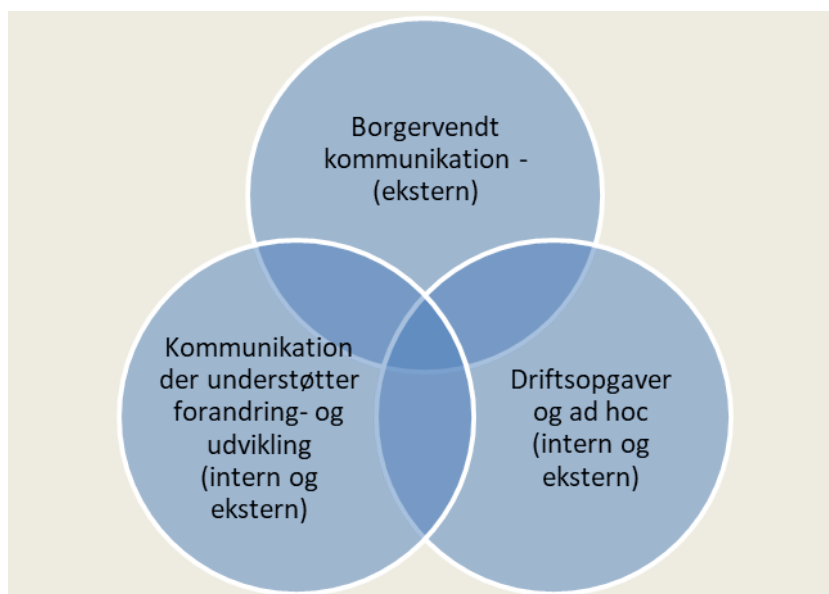 Borgervendt
kommunikation -
(ekstern)
Kommunikation
der understøtter
forandring- og
udvikling
(intern og
ekstern)
Driftsopgaver
og ad hoc
(intern og
ekstern)